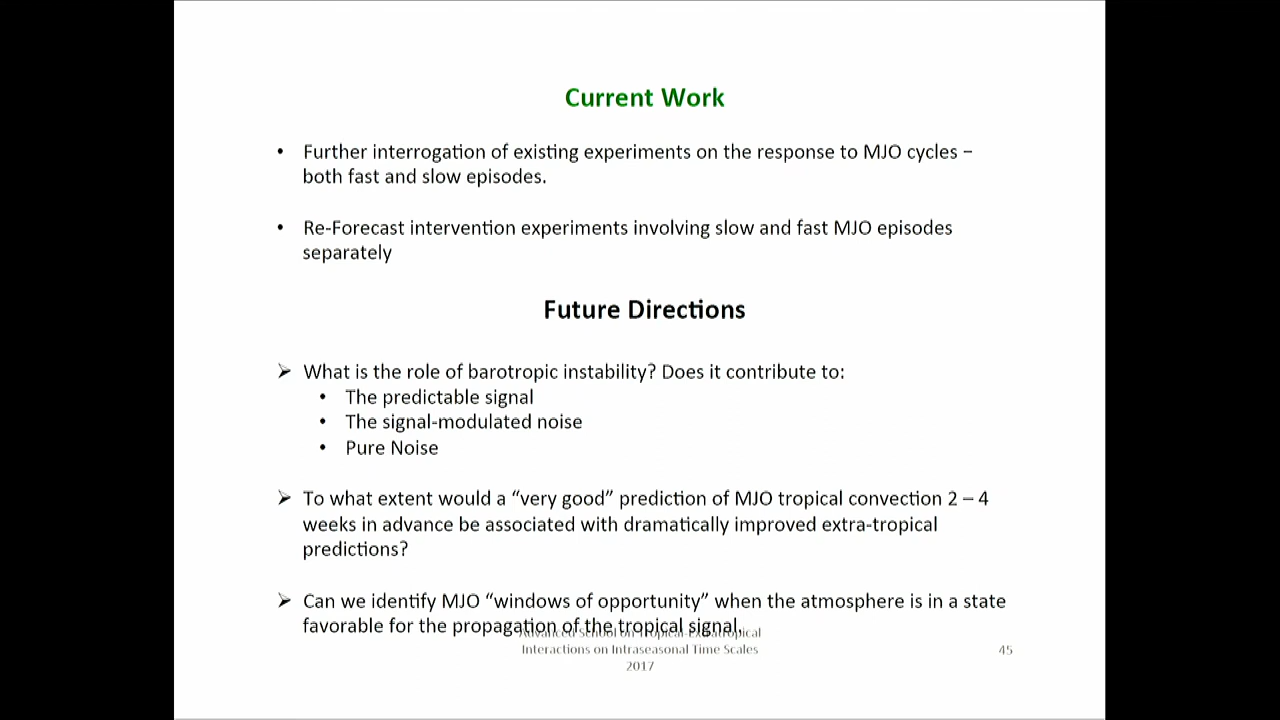 Current Work
• Further interrogation of existing experiments on the response to MJO cycles –
both fast and slow episodes.
• Re-Forecast intervention experiments involving slow and fast MJO episodes
separately
Future Directions
➢ What is the role of barotropic instability? Does it contribute to:
• The predictable signal
• The signal-modulated noise
• Pure Noise
➢ To what extent would a “very good” prediction of MJO tropical convection 2 – 4
weeks in advance be associated with dramatically improved extra-tropical
predictions?
➢ Can we identify MJO “windows of opportunity” when the atmosphere is in a state
favorable for the propagation of the tropical signal.
Advanced School on Tropical-Extratropical
Interactions on Intraseasonal Time Scales
2017
45